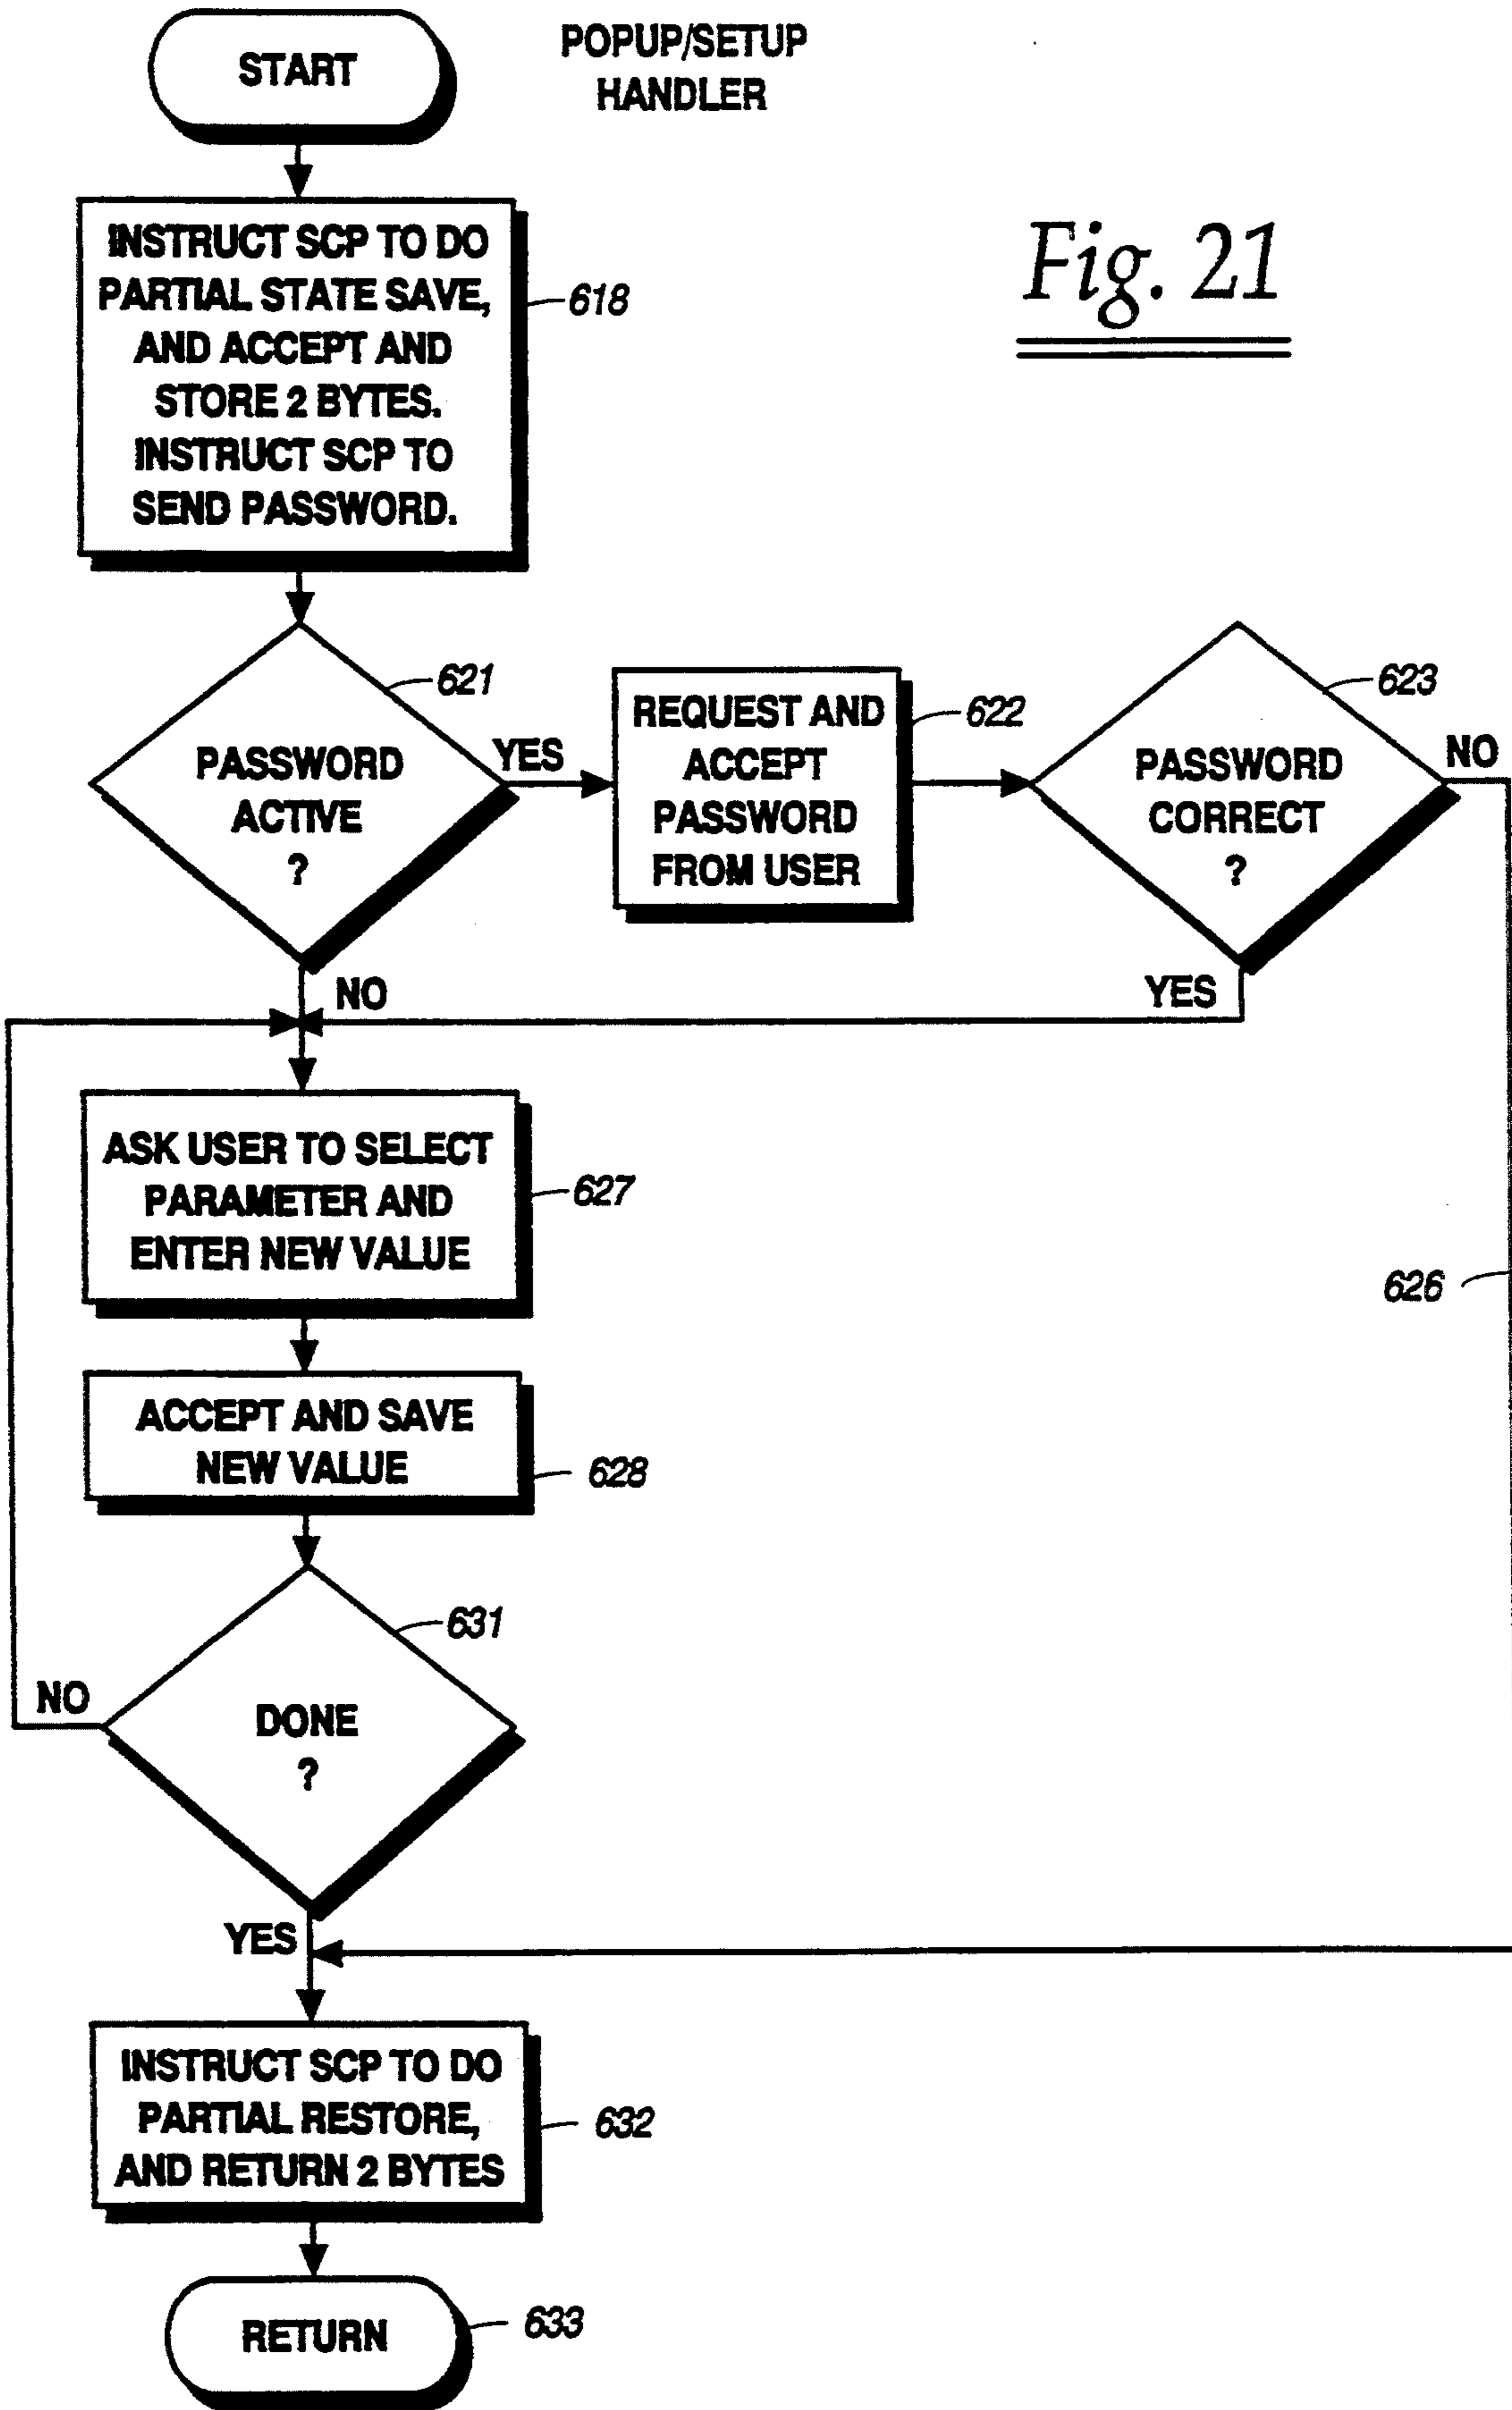 START
POPUP/SETUP
HANDLER
Fig. 21
INSTRUCT SCP TO DO
PARTIAL STATE SAVE,
AND ACCEPT AND
STORE 2 BYTES.
INSTRUCT SCP TO
SEND PASSWORD.
618
621
PASSWORD
ACTIVE
?
YES
NO
REQUEST AND
ACCEPT
PASSWORD
FROM USER
622
623
PASSWORD
CORRECT
?
NO
YES
626
ASK USER TO SELECT
PARAMETER AND
ENTER NEW VALUE
627
ACCEPT AND SAVE
NEW VALUE
628
631
DONE
?
NO
YES
INSTRUCT SCP TO DO
PARTIAL RESTORE,
AND RETURN 2 BYTES
632
RETURN
633